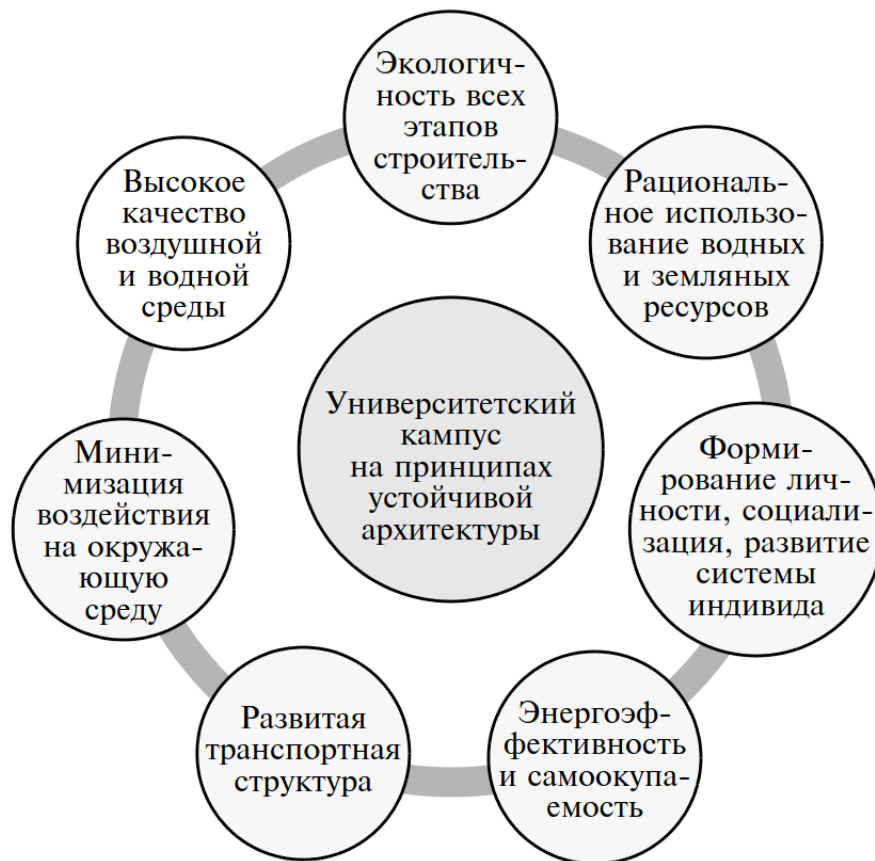 Экологич-
ность всех
этапов
строитель-
ства
Рациональ-
ное использо-
вание водных
и земляных
ресурсов
Форми-
рование лич-
ности, социали-
зация, развитие
системы
индивида
Энергоэф-
фективность
и самоокупа-
емость
Развитая
транспортная
структура
Мини-
мизация
воздействия
на окружа-
ющую
среду
Высокое
качество
воздушной
и водной
среды
Университетский
кампус
на принципах
устойчивой
архитектуры